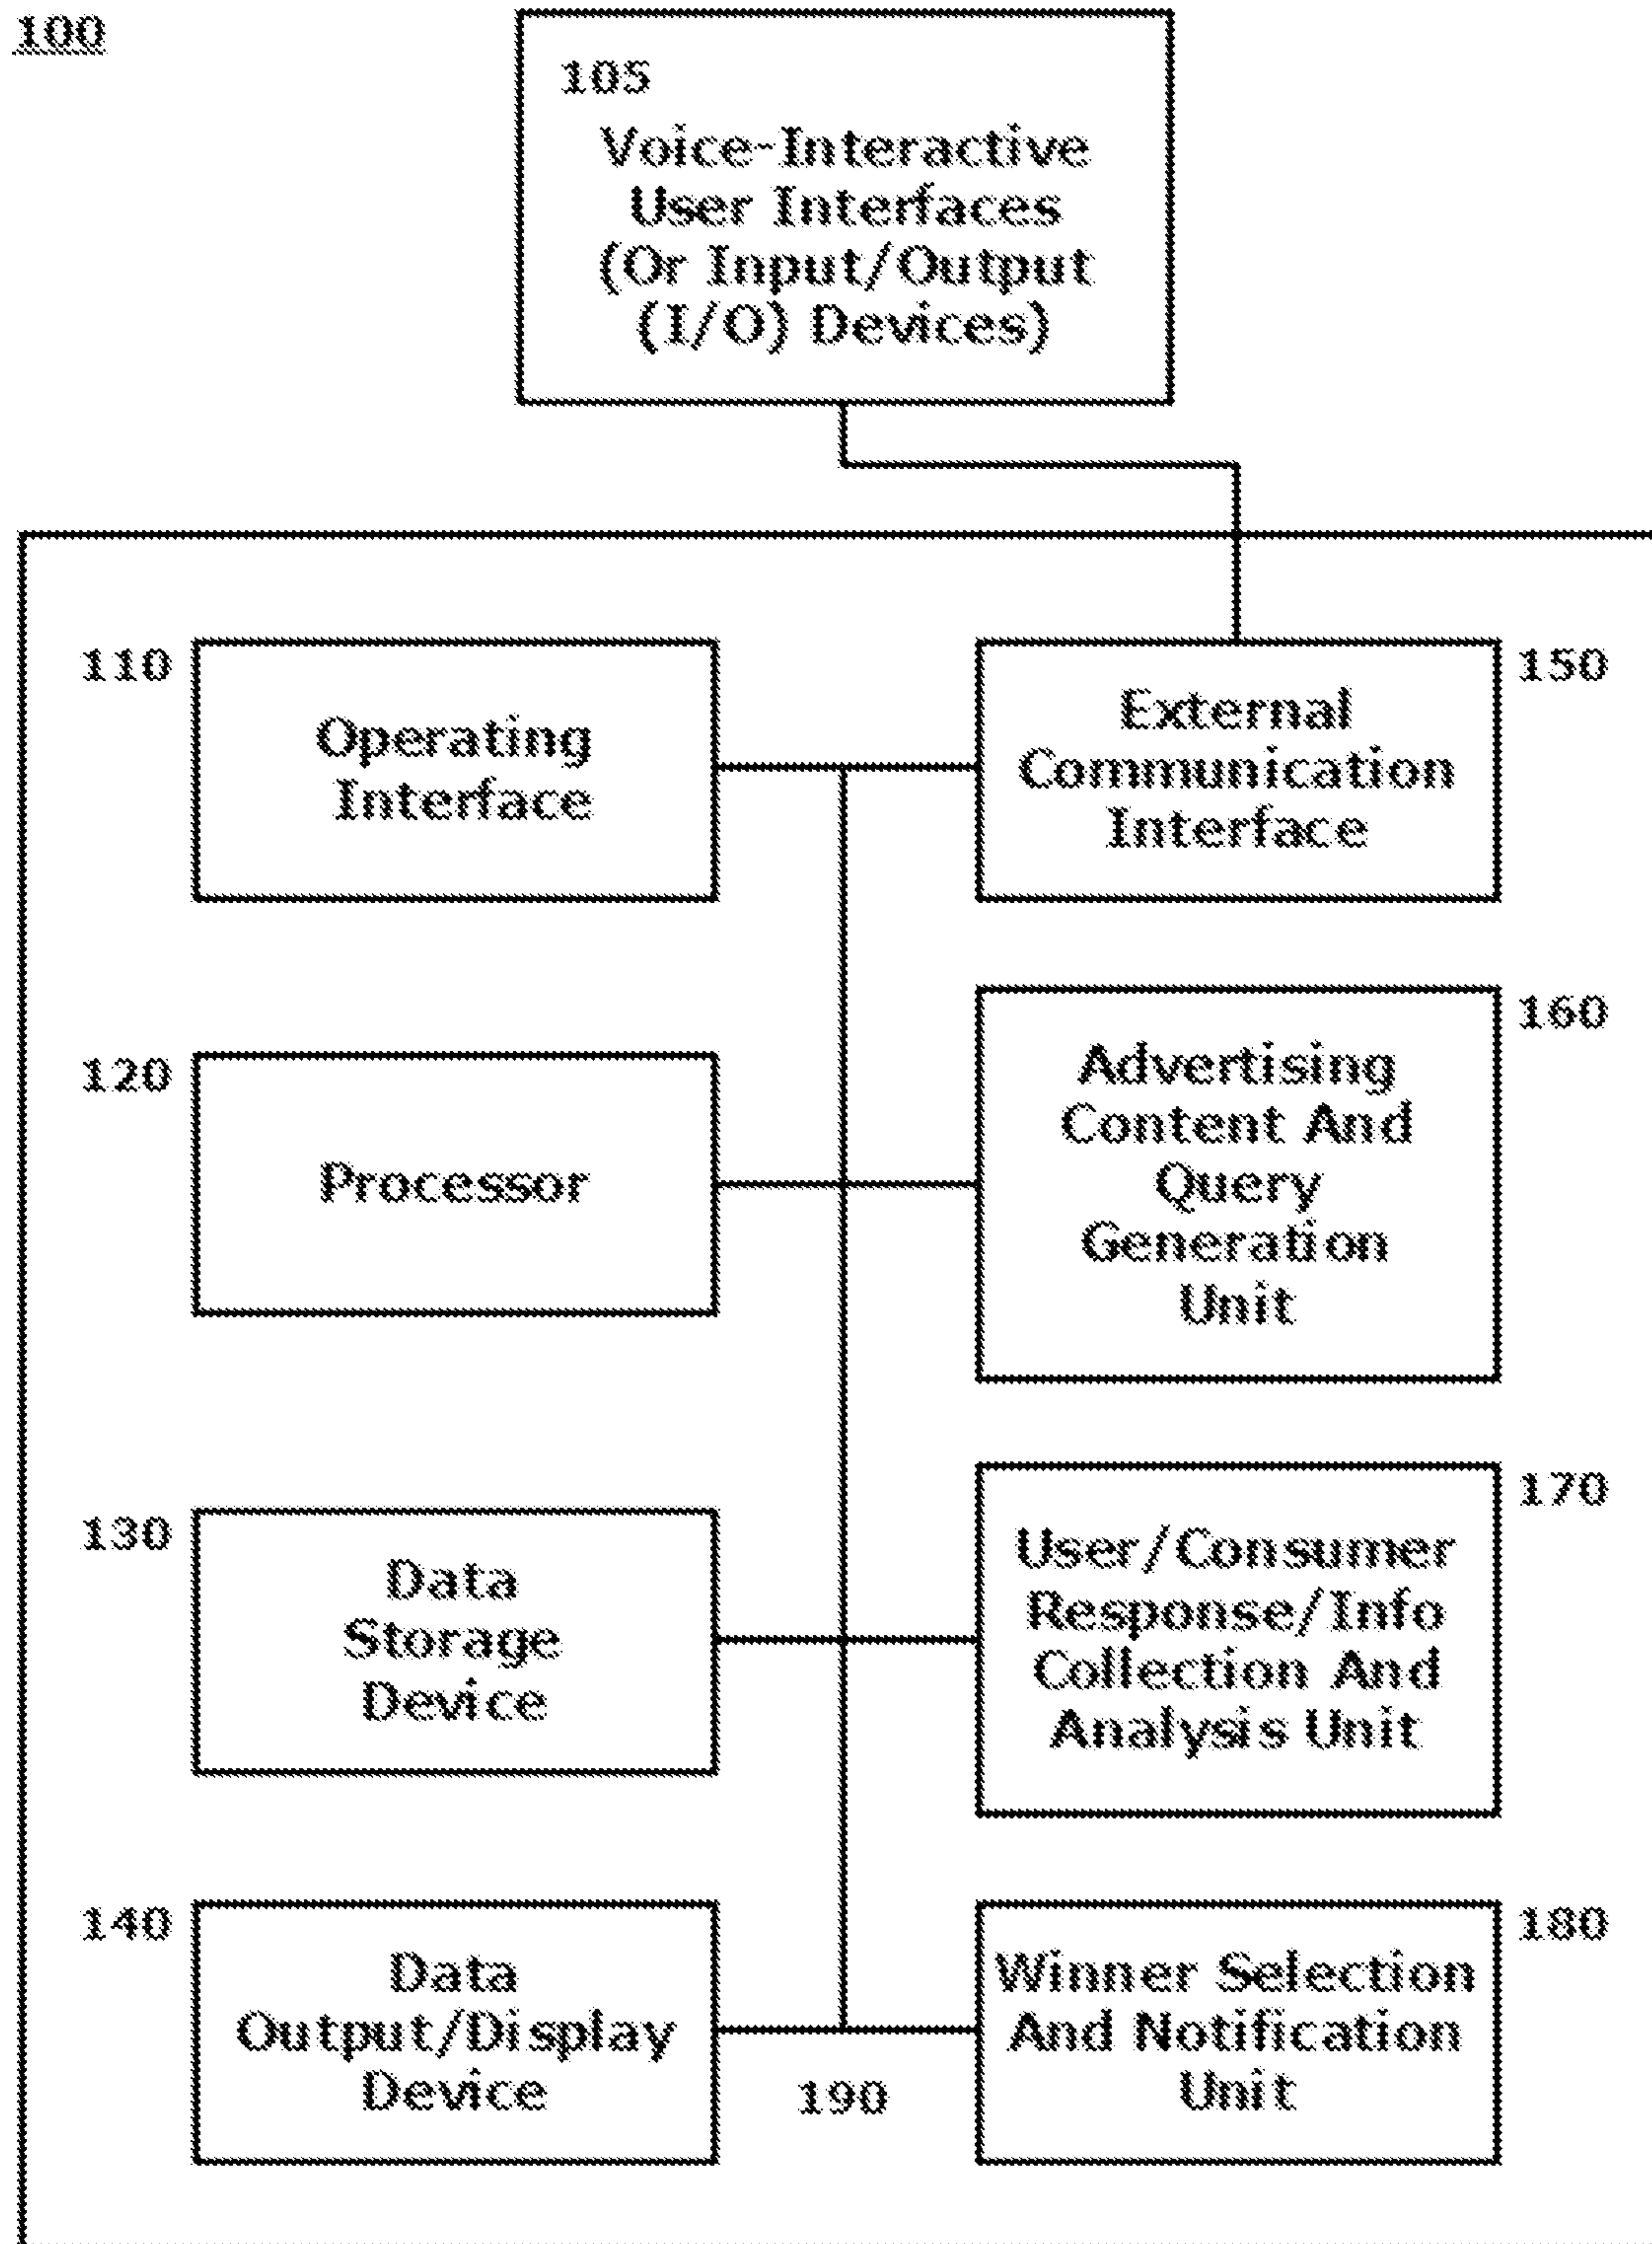 100
105
Voice-Interactive
User Interfaces
(Or Input/Output
(I/O) Devices)
110
Operating
Interface
150
External
Communication
Interface
120
Processor
160
Advertising
Content And
Query
Generation
Unit
130
Data
Storage
Device
170
User/Consumer
Response/Info
Collection And
Analysis Unit
140
Data
Output/Display
Device
180
Winner Selection
And Notification
Unit
190